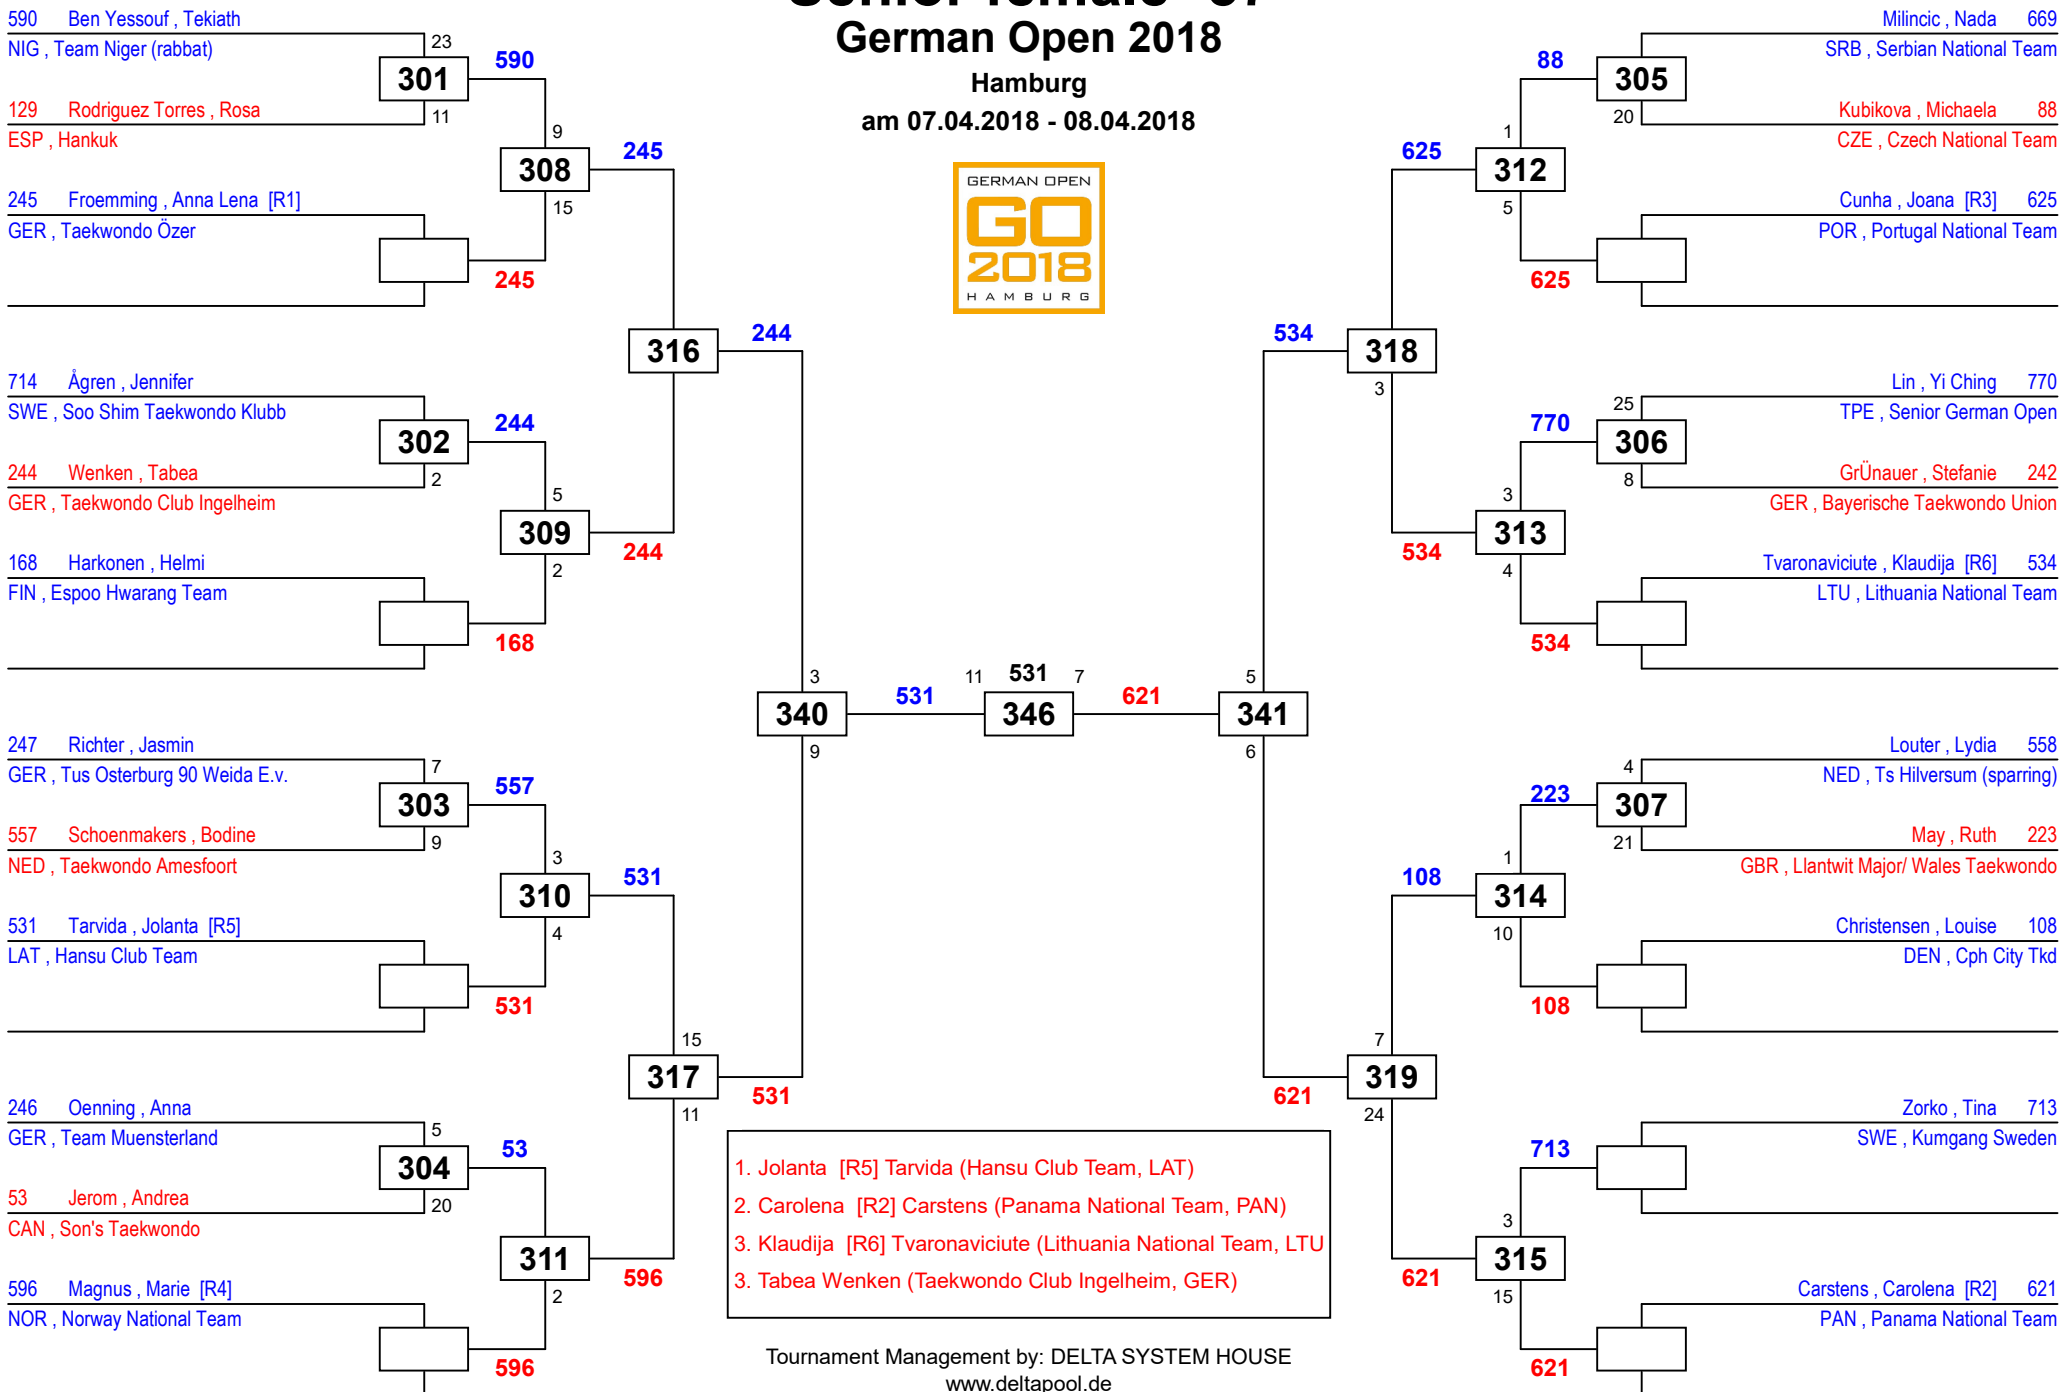 German Open 2018
Hamburg
am 07.04.2018 - 08.04.2018
GERMAN OPEN
GO
2018
HAMBURG
590 Ben Yessouf , Tekiath
NIG , Team Niger (rabbat)
23
301
590
129 Rodriguez Torres , Rosa
11
ESP , Hankuk
9
308
245
15
245 Froemming , Anna Lena [R1]
GER , Taekwondo Özer
245
316
244
714 Ågren , Jennifer
SWE , Soo Shim Taekwondo Klubb
302
244
244 Wenken , Tabea
2
GER , Taekwondo Club Ingelheim
5
309
244
2
168 Harkonen , Helmi
FIN , Espoo Hwarang Team
168
3
340
531
9
247 Richter , Jasmin
GER , Tus Osterburg 90 Weida E.v.
7
303
557
557 Schoenmakers , Bodine
9
NED , Taekwondo Amesfoort
3
310
531
4
531 Tarvida , Jolanta [R5]
LAT , Hansu Club Team
531
15
317
531
11
246 Oenning , Anna
GER , Team Muensterland
5
304
53
53 Jerom , Andrea
20
CAN , Son's Taekwondo
311
596
2
596 Magnus , Marie [R4]
NOR , Norway National Team
596
11 531 7
346
Milincic , Nada 669
SRB , Serbian National Team
88
305
Kubikova , Michaela 88
20
CZE , Czech National Team
1
625
312
5
Cunha , Joana [R3] 625
POR , Portugal National Team
625
534
318
3
Lin , Yi Ching 770
25
TPE , Senior German Open
770
306
GrÜnauer , Stefanie 242
8
GER , Bayerische Taekwondo Union
3
534
313
4
Tvaronaviciute , Klaudija [R6] 534
LTU , Lithuania National Team
534
5
621
341
6
Louter , Lydia 558
4
NED , Ts Hilversum (sparring)
223
307
May , Ruth 223
21
GBR , Llantwit Major/ Wales Taekwondo
1
108
314
10
Christensen , Louise 108
DEN , Cph City Tkd
108
7
621
319
24
Zorko , Tina 713
SWE , Kumgang Sweden
713
3
621
315
15
Carstens , Carolena [R2] 621
PAN , Panama National Team
621
1. Jolanta [R5] Tarvida (Hansu Club Team, LAT)
2. Carolena [R2] Carstens (Panama National Team, PAN)
3. Klaudija [R6] Tvaronaviciute (Lithuania National Team, LTU
3. Tabea Wenken (Taekwondo Club Ingelheim, GER)
Tournament Management by: DELTA SYSTEM HOUSE
www.deltapool.de